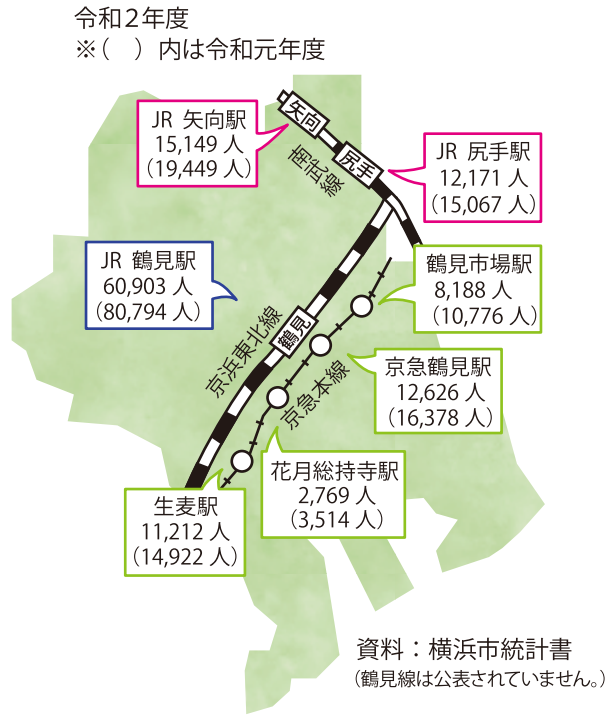 令和２年度
※（　）内は令和元年度
JR 矢向駅
15,149 人
（19,449 人）
矢向
尻手
南武線
JR 尻手駅
12,171 人
（15,067 人）
JR 鶴見駅
60,903 人
（80,794 人）
鶴見市場駅
8,188 人
（10,776 人）
鶴見
京浜東北線
京急本線
京急鶴見駅
12,626 人
（16,378 人）
花月総持寺駅
2,769 人
（3,514 人）
生麦駅
11,212 人
（14,922 人）
資料：横浜市統計書
（鶴見線は公表されていません。）